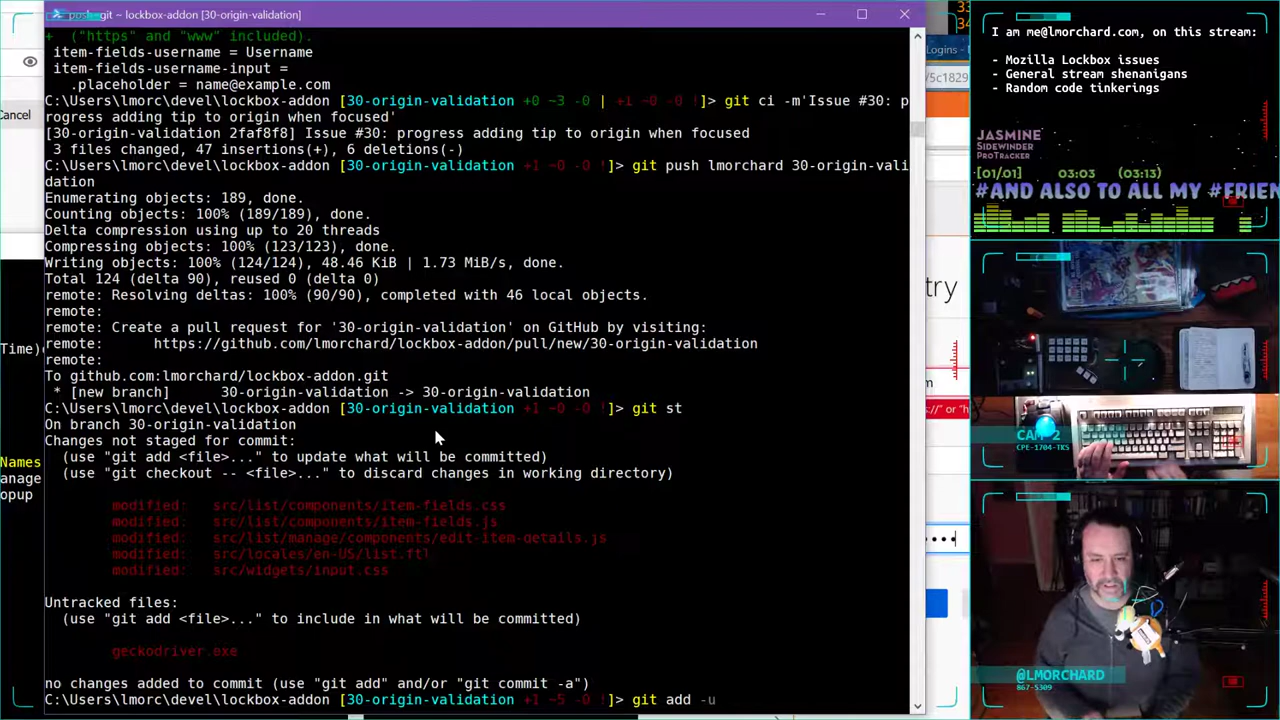 push - git ~ lockbox-addon [30-origin-validation]
+  ("https" and "www" included).
item-fields-username = Username
item-fields-username-input =
.placeholder = name@example.com
C:\Users\lmorc\devel\lockbox-addon [30-origin-validation +0 ~3 -0 | +1 ~0 -0 !]> git ci -m'Issue #30: p
rogress adding tip to origin when focused'
[30-origin-validation 2faf8f8] Issue #30: progress adding tip to origin when focused
3 files changed, 47 insertions(+), 6 deletions(-)
C:\Users\lmorc\devel\lockbox-addon [30-origin-validation +1 ~0 -0 !]> git push lmorchard 30-origin-vali
dation
Enumerating objects: 189, done.
Counting objects: 100% (189/189), done.
Delta compression using up to 20 threads
Compressing objects: 100% (123/123), done.
Writing objects: 100% (124/124), 48.46 KiB | 1.73 MiB/s, done.
Total 124 (delta 90), reused 0 (delta 0)
remote: Resolving deltas: 100% (90/90), completed with 46 local objects.
remote:
remote: Create a pull request for '30-origin-validation' on GitHub by visiting:
remote:      https://github.com/lmorchard/lockbox-addon/pull/new/30-origin-validation
remote:
To github.com:lmorchard/lockbox-addon.git
* [new branch]      30-origin-validation -> 30-origin-validation
C:\Users\lmorc\devel\lockbox-addon [30-origin-validation +1 ~0 -0 !]> git st
On branch 30-origin-validation
Changes not staged for commit:
(use "git add <file>..." to update what will be committed)
(use "git checkout -- <file>..." to discard changes in working directory)
modified:   src/list/components/item-fields.css
modified:   src/list/components/item-fields.js
modified:   src/list/manage/components/edit-item-details.js
modified:   src/locales/en-US/list.ftl
modified:   src/widgets/input.css
Untracked files:
(use "git add <file>..." to include in what will be committed)
geckodriver.exe
no changes added to commit (use "git add" and/or "git commit -a")
C:\Users\lmorc\devel\lockbox-addon [30-origin-validation +1 ~5 -0 !]> git add -u
Cancel
Time)
Names
anage
opup
Logins -
/5c1829
try
m
s://" or "h
I am me@lmorchard.com, on this stream:
- Mozilla Lockbox issues
- General stream shenanigans
- Random code tinkerings
JASMINE
SIDEWINDER
PROTRACKER
[01/01]   03:03   (03:13)
#AND ALSO TO ALL MY #FRIEN
CAM 2
CPE-1704-TKS
@LMORCHARD
867-5309